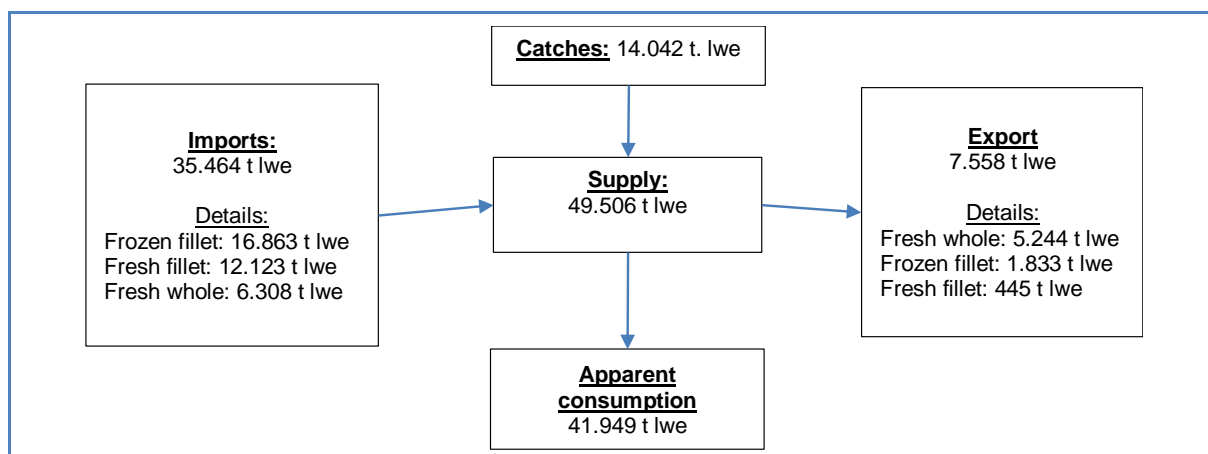 Catches: 14.042 t. lwe
Imports:
35.464 t lwe
Details:
Frozen fillet: 16.863 t lwe
Fresh fillet: 12.123 t lwe
Fresh whole: 6.308 t lwe
Supply:
49.506 t lwe
Export
7.558 t lwe
Details:
Fresh whole: 5.244 t lwe
Frozen fillet: 1.833 t lwe
Fresh fillet: 445 t lwe
Apparent
consumption
41.949 t lwe